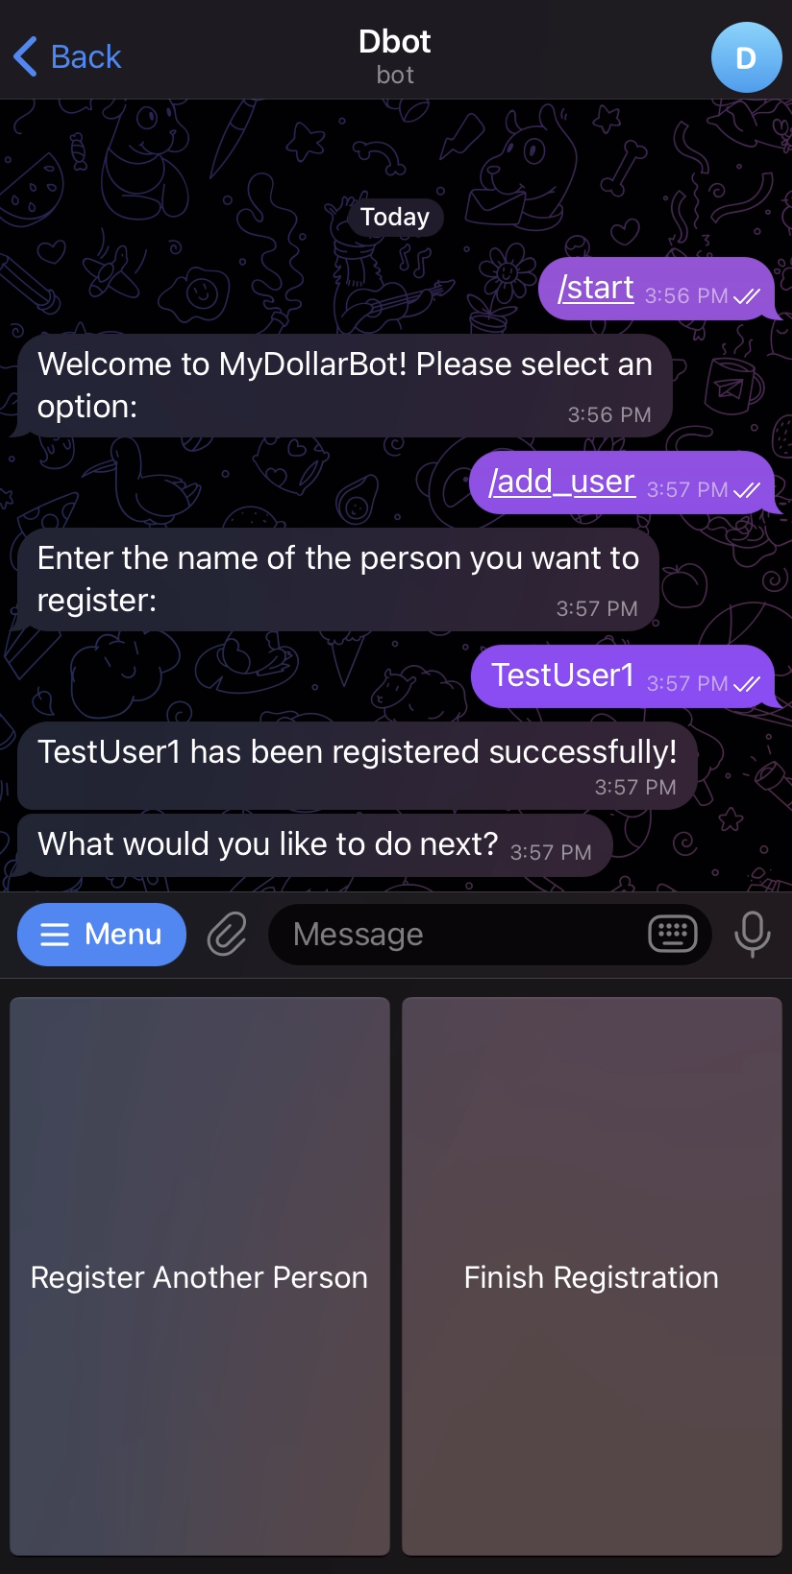 Back
Dbot
bot
D
Today
/start 3:56 PM
Welcome to MyDollarBot! Please select an
option:
3:56 PM
/add_user 3:57 PM
Enter the name of the person you want to
register:
3:57 PM
TestUser1 3:57 PM
TestUser1 has been registered successfully!
3:57 PM
What would you like to do next? 3:57 PM
Menu
Message
Register Another Person
Finish Registration